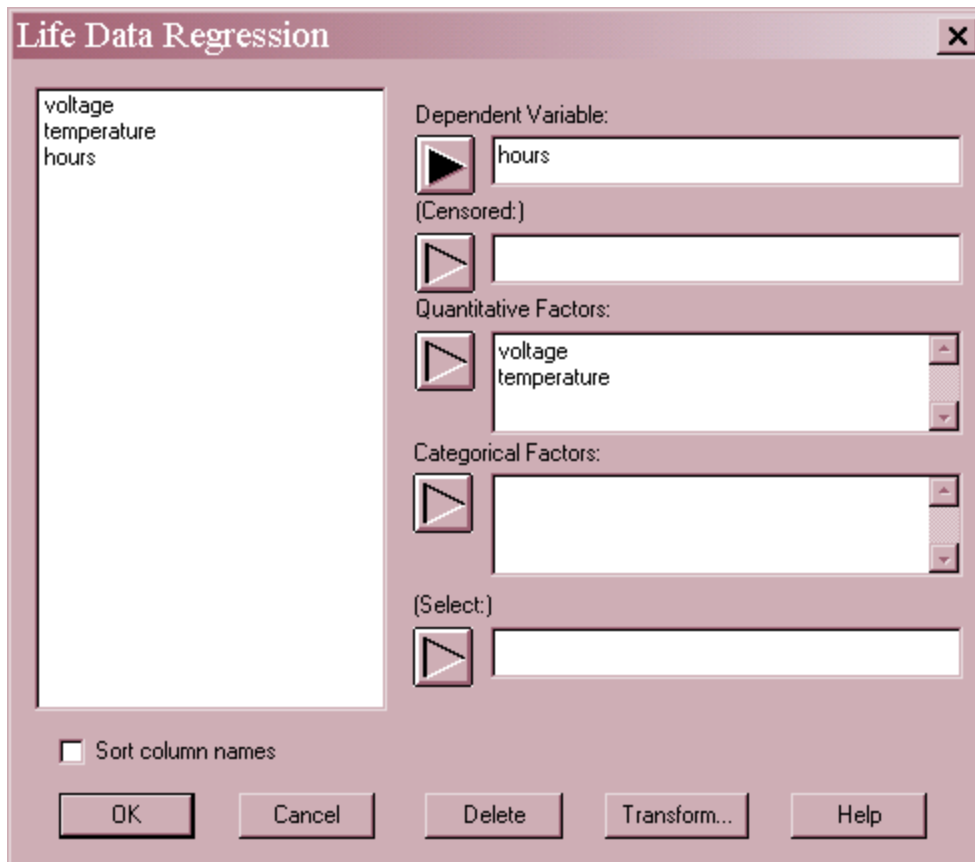 Life Data Regression
voltage
temperature
hours
Dependent Variable:
hours
(Censored:)
Quantitative Factors:
voltage
temperature
Categorical Factors:
(Select:)
Sort column names
OK
Cancel
Delete
Transform...
Help